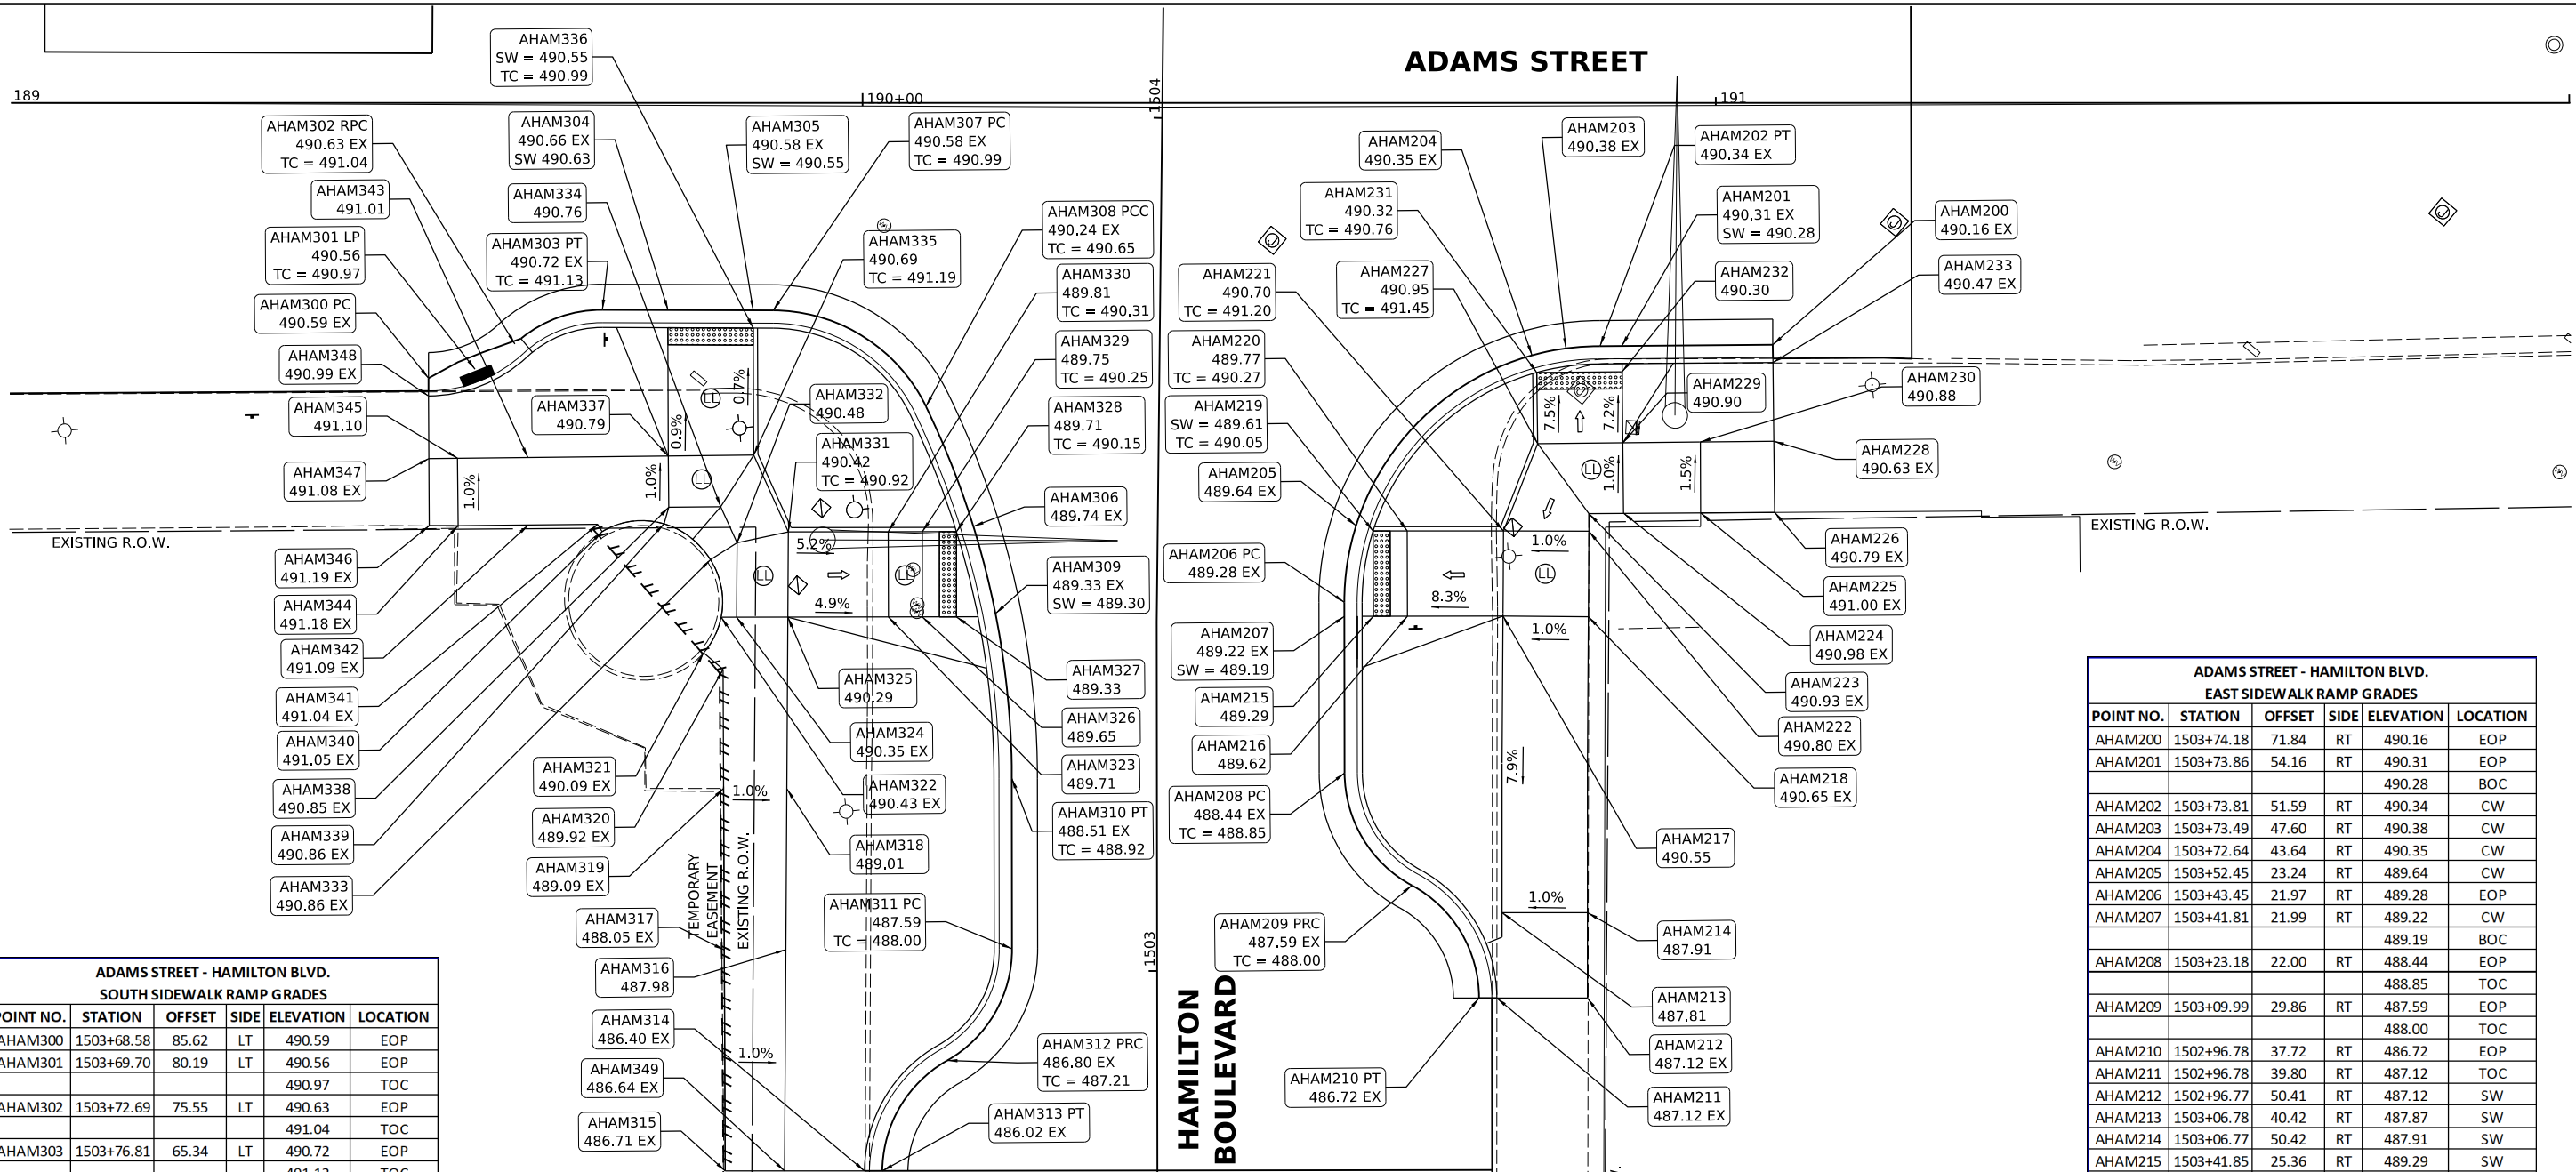 ADAMS STREET
189
190+00
1504
191
AHAM336
SW = 490.55
TC = 490.99
AHAM302 RPC
490.63 EX
TC = 491.04
AHAM304
490.66 EX
SW 490.63
AHAM305
490.58 EX
SW = 490.55
AHAM307 PC
490.58 EX
TC = 490.99
AHAM343
491.01
AHAM334
490.76
AHAM301 LP
490.56
TC = 490.97
AHAM303 PT
490.72 EX
TC = 491.13
AHAM335
490.69
TC = 491.19
AHAM308 PCC
490.24 EX
TC = 490.65
AHAM330
489.81
TC = 490.31
AHAM300 PC
490.59 EX
AHAM348
490.99 EX
AHAM329
489.75
TC = 490.25
AHAM345
491.10
AHAM337
490.79
AHAM332
490.48
AHAM328
489.71
TC = 490.15
AHAM331
490.42
TC = 490.92
AHAM347
491.08 EX
AHAM306
489.74 EX
0.7%
0.9%
1.0%
1.0%
LL
LL
LL
LL
5.2%
4.9%
EXISTING R.O.W.
AHAM346
491.19 EX
AHAM309
489.33 EX
SW = 489.30
AHAM344
491.18 EX
AHAM342
491.09 EX
AHAM327
489.33
AHAM325
490.29
AHAM341
491.04 EX
AHAM326
489.65
AHAM324
490.35 EX
AHAM340
491.05 EX
AHAM321
490.09 EX
AHAM323
489.71
AHAM338
490.85 EX
AHAM322
490.43 EX
1.0%
AHAM320
489.92 EX
AHAM310 PT
488.51 EX
TC = 488.92
AHAM339
490.86 EX
AHAM318
489.01
AHAM319
489.09 EX
AHAM333
490.86 EX
TEMPORARY
EASEMENT
EXISTING R.O.W.
AHAM317
488.05 EX
AHAM311 PC
487.59
TC = 488.00
AHAM316
487.98
AHAM314
486.40 EX
1.0%
AHAM312 PRC
486.80 EX
TC = 487.21
AHAM349
486.64 EX
AHAM315
486.71 EX
AHAM313 PT
486.02 EX
1503
HAMILTON
BOULEVARD
AHAM204
490.35 EX
AHAM203
490.38 EX
AHAM202 PT
490.34 EX
AHAM231
490.32
TC = 490.76
AHAM201
490.31 EX
SW = 490.28
AHAM200
490.16 EX
AHAM221
490.70
TC = 491.20
AHAM227
490.95
TC = 491.45
AHAM232
490.30
AHAM233
490.47 EX
AHAM220
489.77
TC = 490.27
AHAM229
490.90
AHAM230
490.88
AHAM219
SW = 489.61
TC = 490.05
7.5%
7.2%
AHAM228
490.63 EX
AHAM205
489.64 EX
LL
1.0%
1.5%
EXISTING R.O.W.
AHAM206 PC
489.28 EX
1.0%
LL
AHAM226
490.79 EX
8.3%
AHAM225
491.00 EX
1.0%
AHAM207
489.22 EX
SW = 489.19
AHAM224
490.98 EX
AHAM215
489.29
AHAM223
490.93 EX
AHAM216
489.62
AHAM222
490.80 EX
7.9%
AHAM208 PC
488.44 EX
TC = 488.85
AHAM218
490.65 EX
AHAM217
490.55
1.0%
AHAM209 PRC
487.59 EX
TC = 488.00
AHAM214
487.91
AHAM213
487.81
AHAM212
487.12 EX
AHAM210 PT
486.72 EX
AHAM211
487.12 EX
ADAMS STREET - HAMILTON BLVD.
SOUTH SIDEWALK RAMP GRADES
POINT NO. STATION OFFSET SIDE ELEVATION LOCATION
AHAM300 1503+68.58 85.62 LT 490.59 EOP
AHAM301 1503+69.70 80.19 LT 490.56 EOP
490.97 TOC
AHAM302 1503+72.69 75.55 LT 490.63 EOP
491.04 TOC
AHAM303 1503+76.81 65.34 LT 490.72 EOP
491.13 TOC
ADAMS STREET - HAMILTON BLVD.
EAST SIDEWALK RAMP GRADES
POINT NO. STATION OFFSET SIDE ELEVATION LOCATION
AHAM200 1503+74.18 71.84 RT 490.16 EOP
AHAM201 1503+73.86 54.16 RT 490.31 EOP
490.28 BOC
AHAM202 1503+73.81 51.59 RT 490.34 CW
AHAM203 1503+73.49 47.60 RT 490.38 CW
AHAM204 1503+72.64 43.64 RT 490.35 CW
AHAM205 1503+52.45 23.24 RT 489.64 CW
AHAM206 1503+43.45 21.97 RT 489.28 EOP
AHAM207 1503+41.81 21.99 RT 489.22 CW
489.19 BOC
AHAM208 1503+23.18 22.00 RT 488.44 EOP
488.85 TOC
AHAM209 1503+09.99 29.86 RT 487.59 EOP
488.00 TOC
AHAM210 1502+96.78 37.72 RT 486.72 EOP
AHAM211 1502+96.78 39.80 RT 487.12 TOC
AHAM212 1502+96.77 50.41 RT 487.12 SW
AHAM213 1503+06.78 40.42 RT 487.87 SW
AHAM214 1503+06.77 50.42 RT 487.91 SW
AHAM215 1503+41.85 25.36 RT 489.29 SW